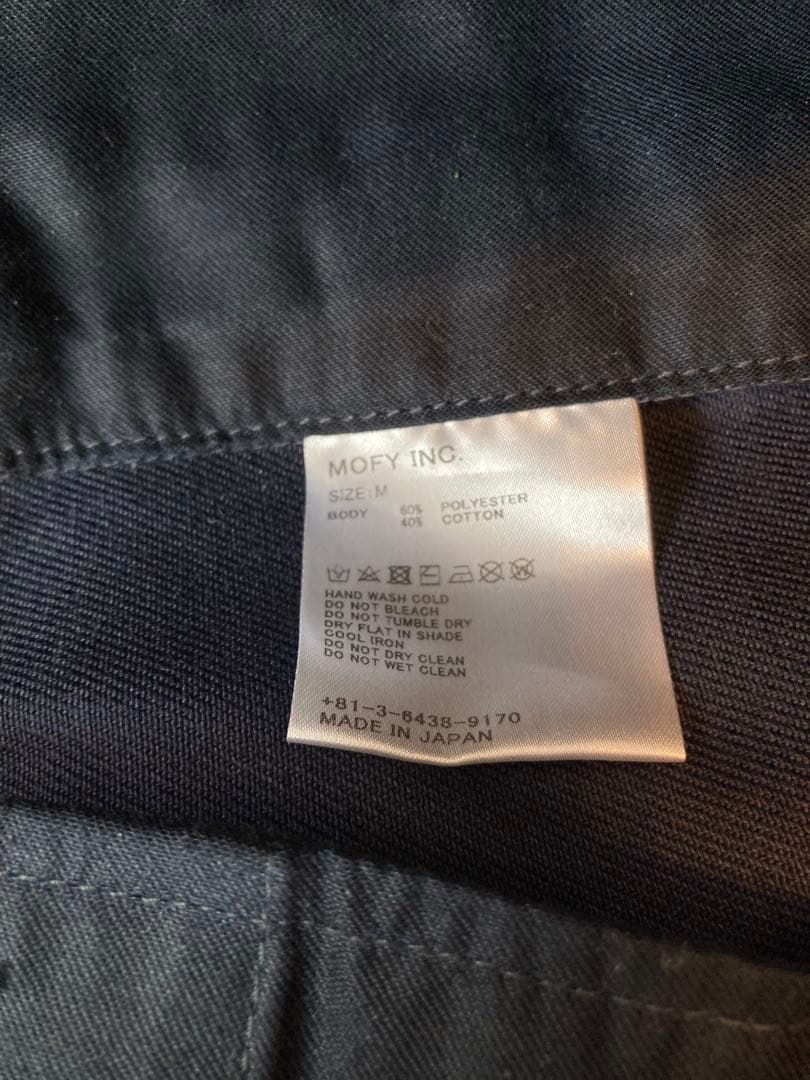 MOFY INC.
SIZE:M
BODY 60% POLYESTER
40% COTTON
HAND WASH COLD
DO NOT BLEACH
DO NOT TUMBLE DRY
DRY FLAT IN SHADE
COOL IRON
DO NOT DRY CLEAN
DO NOT WET CLEAN
+81-3-6438-9170
MADE IN JAPAN